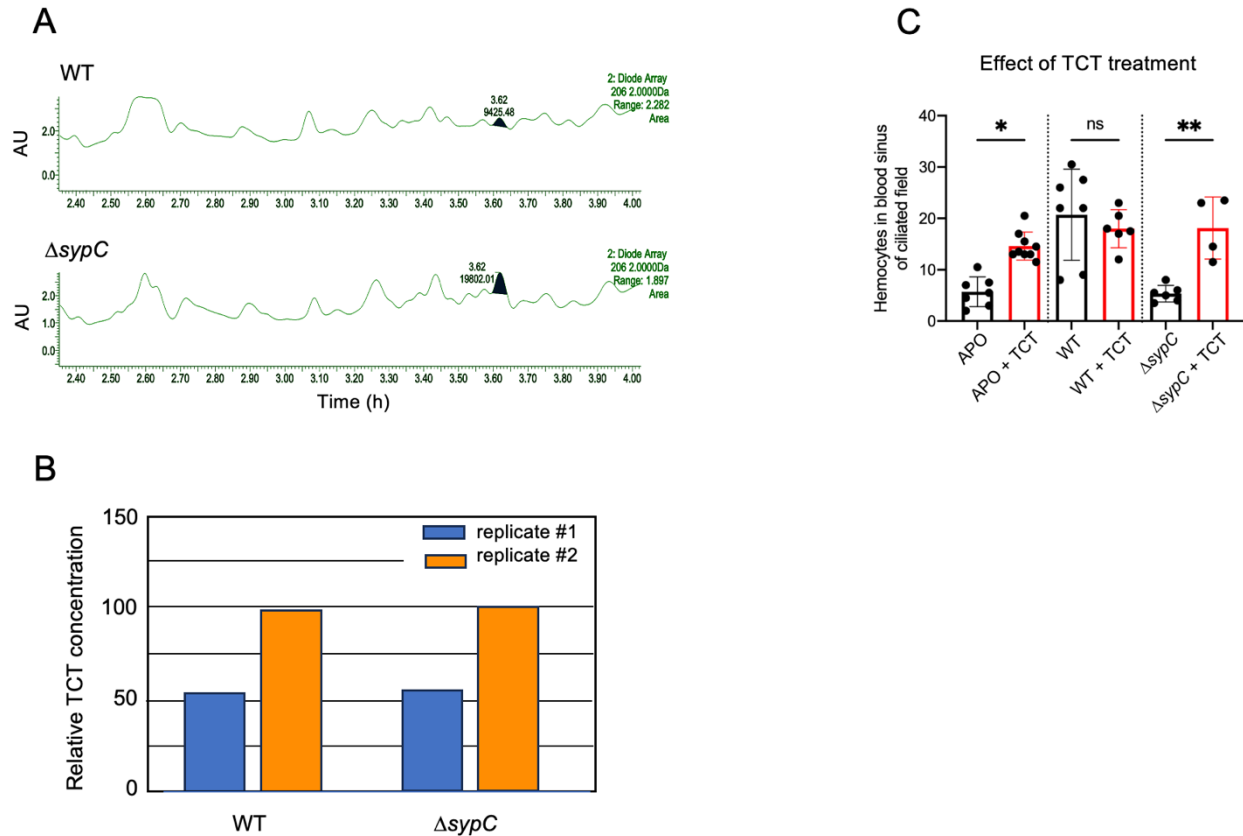 A
WT
2: Diode Array
206 2.0000Da
Range: 2.282
Area
3.62
9425.48
AU
2.0
0.0
2.40 2.50 2.60 2.70 2.80 2.90 3.00 3.10 3.20 3.30 3.40 3.50 3.60 3.70 3.80 3.90 4.00
ΔsypC
2: Diode Array
206 2.0000Da
Range: 1.897
Area
3.62
19802.01
AU
2.0
1.0
0.0
2.40 2.50 2.60 2.70 2.80 2.90 3.00 3.10 3.20 3.30 3.40 3.50 3.60 3.70 3.80 3.90 4.00
Time (h)
B
Relative TCT concentration
150
100
50
0
replicate #1
replicate #2
WT ΔsypC
C
Effect of TCT treatment
Hemocytes in blood sinus
of ciliated field
40
30
20
10
0
* ns **
APO
APO + TCT
WT
WT + TCT
ΔsypC
ΔsypC + TCT